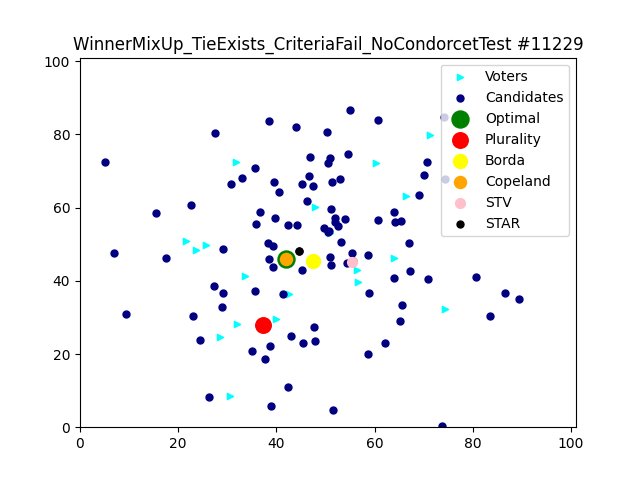 WinnerMixUp_TieExists_CriteriaFail_NoCondorcetTest #11229
Voters
Candidates
Optimal
Plurality
Borda
Copeland
STV
STAR
100
80
60
40
20
0
0 20 40 60 80 100